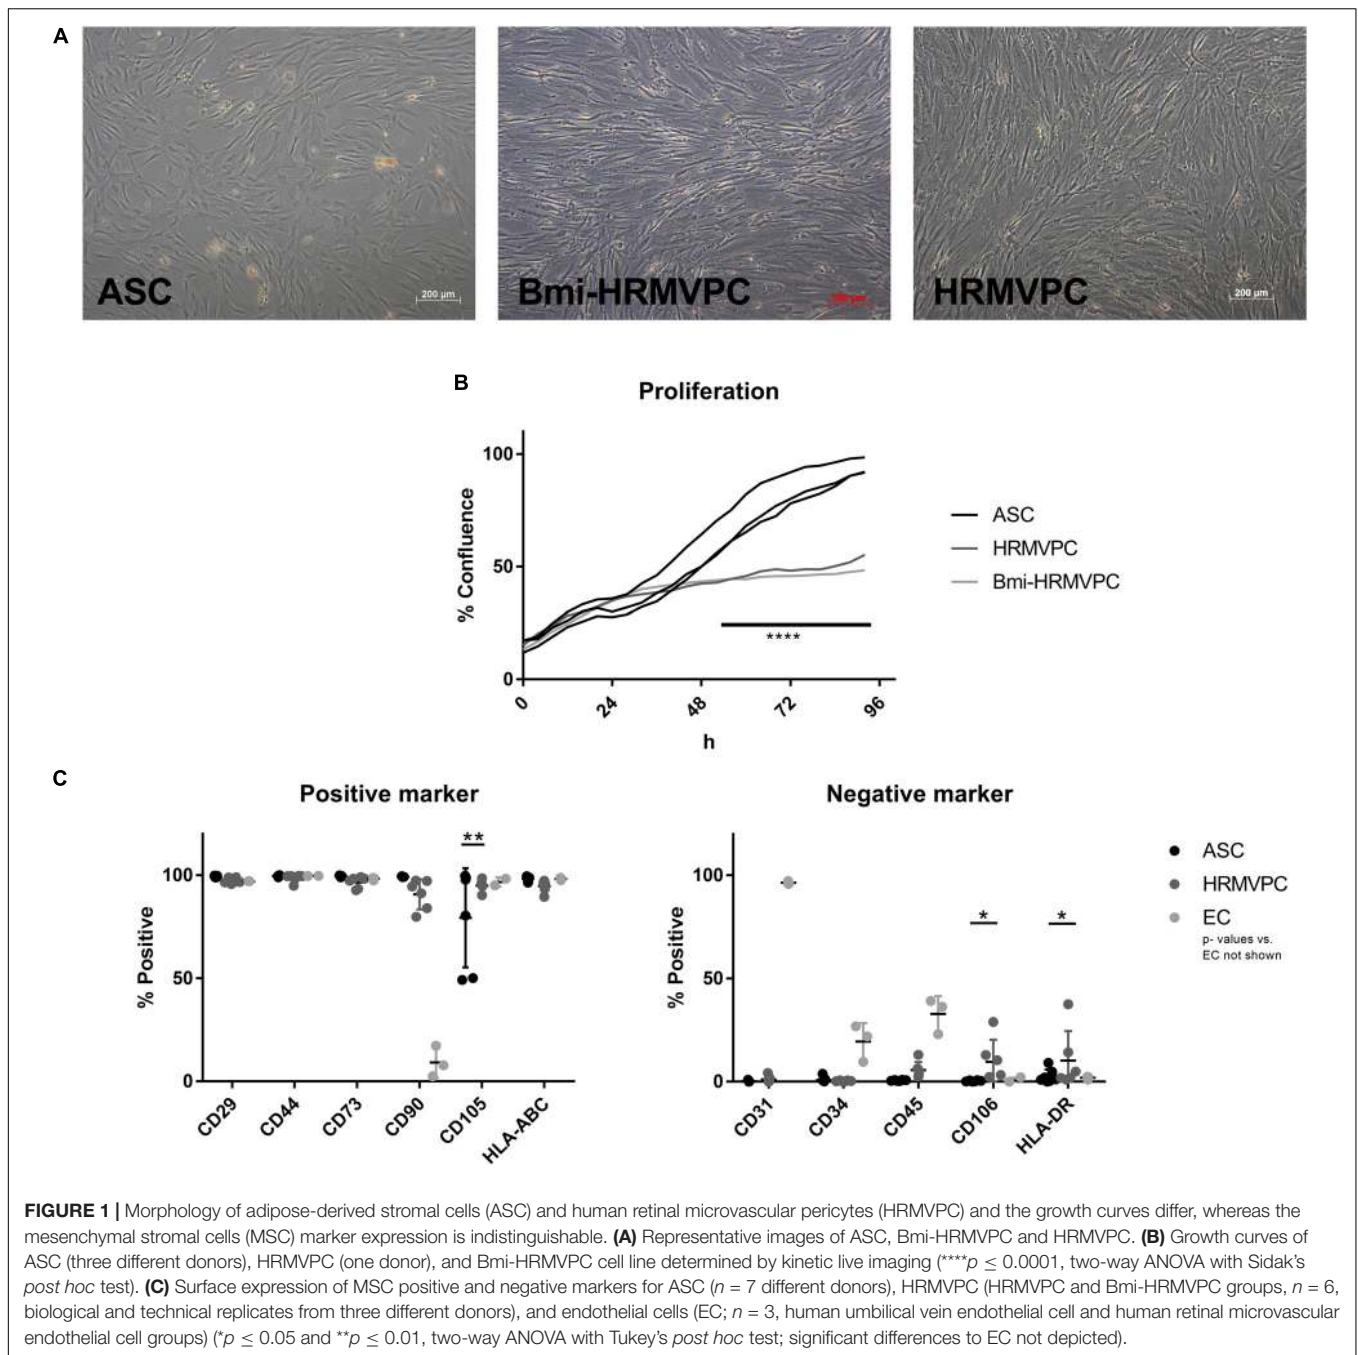 A
ASC
200 µm
Bmi-HRMVPC
HRMVPC
200 µm
B
Proliferation
% Confluence
100
50
0
0
24
48
72
96
h
****
ASC
HRMVPC
Bmi-HRMVPC
C
Positive marker
% Positive
100
50
0
**
CD29
CD44
CD73
CD90
CD105
HLA-ABC
Negative marker
% Positive
100
50
0
*
*
CD31
CD34
CD45
CD106
HLA-DR
ASC
HRMVPC
EC
p- values vs.
EC not shown
FIGURE 1 | Morphology of adipose-derived stromal cells (ASC) and human retinal microvascular pericytes (HRMVPC) and the growth curves differ, whereas the
mesenchymal stromal cells (MSC) marker expression is indistinguishable. (A) Representative images of ASC, Bmi-HRMVPC and HRMVPC. (B) Growth curves of
ASC (three different donors), HRMVPC (one donor), and Bmi-HRMVPC cell line determined by kinetic live imaging (****p ≤ 0.0001, two-way ANOVA with Sidak's
post hoc test). (C) Surface expression of MSC positive and negative markers for ASC (n = 7 different donors), HRMVPC (HRMVPC and Bmi-HRMVPC groups, n = 6,
biological and technical replicates from three different donors), and endothelial cells (EC; n = 3, human umbilical vein endothelial cell and human retinal microvascular
endothelial cell groups) (*p ≤ 0.05 and **p ≤ 0.01, two-way ANOVA with Tukey's post hoc test; significant differences to EC not depicted).